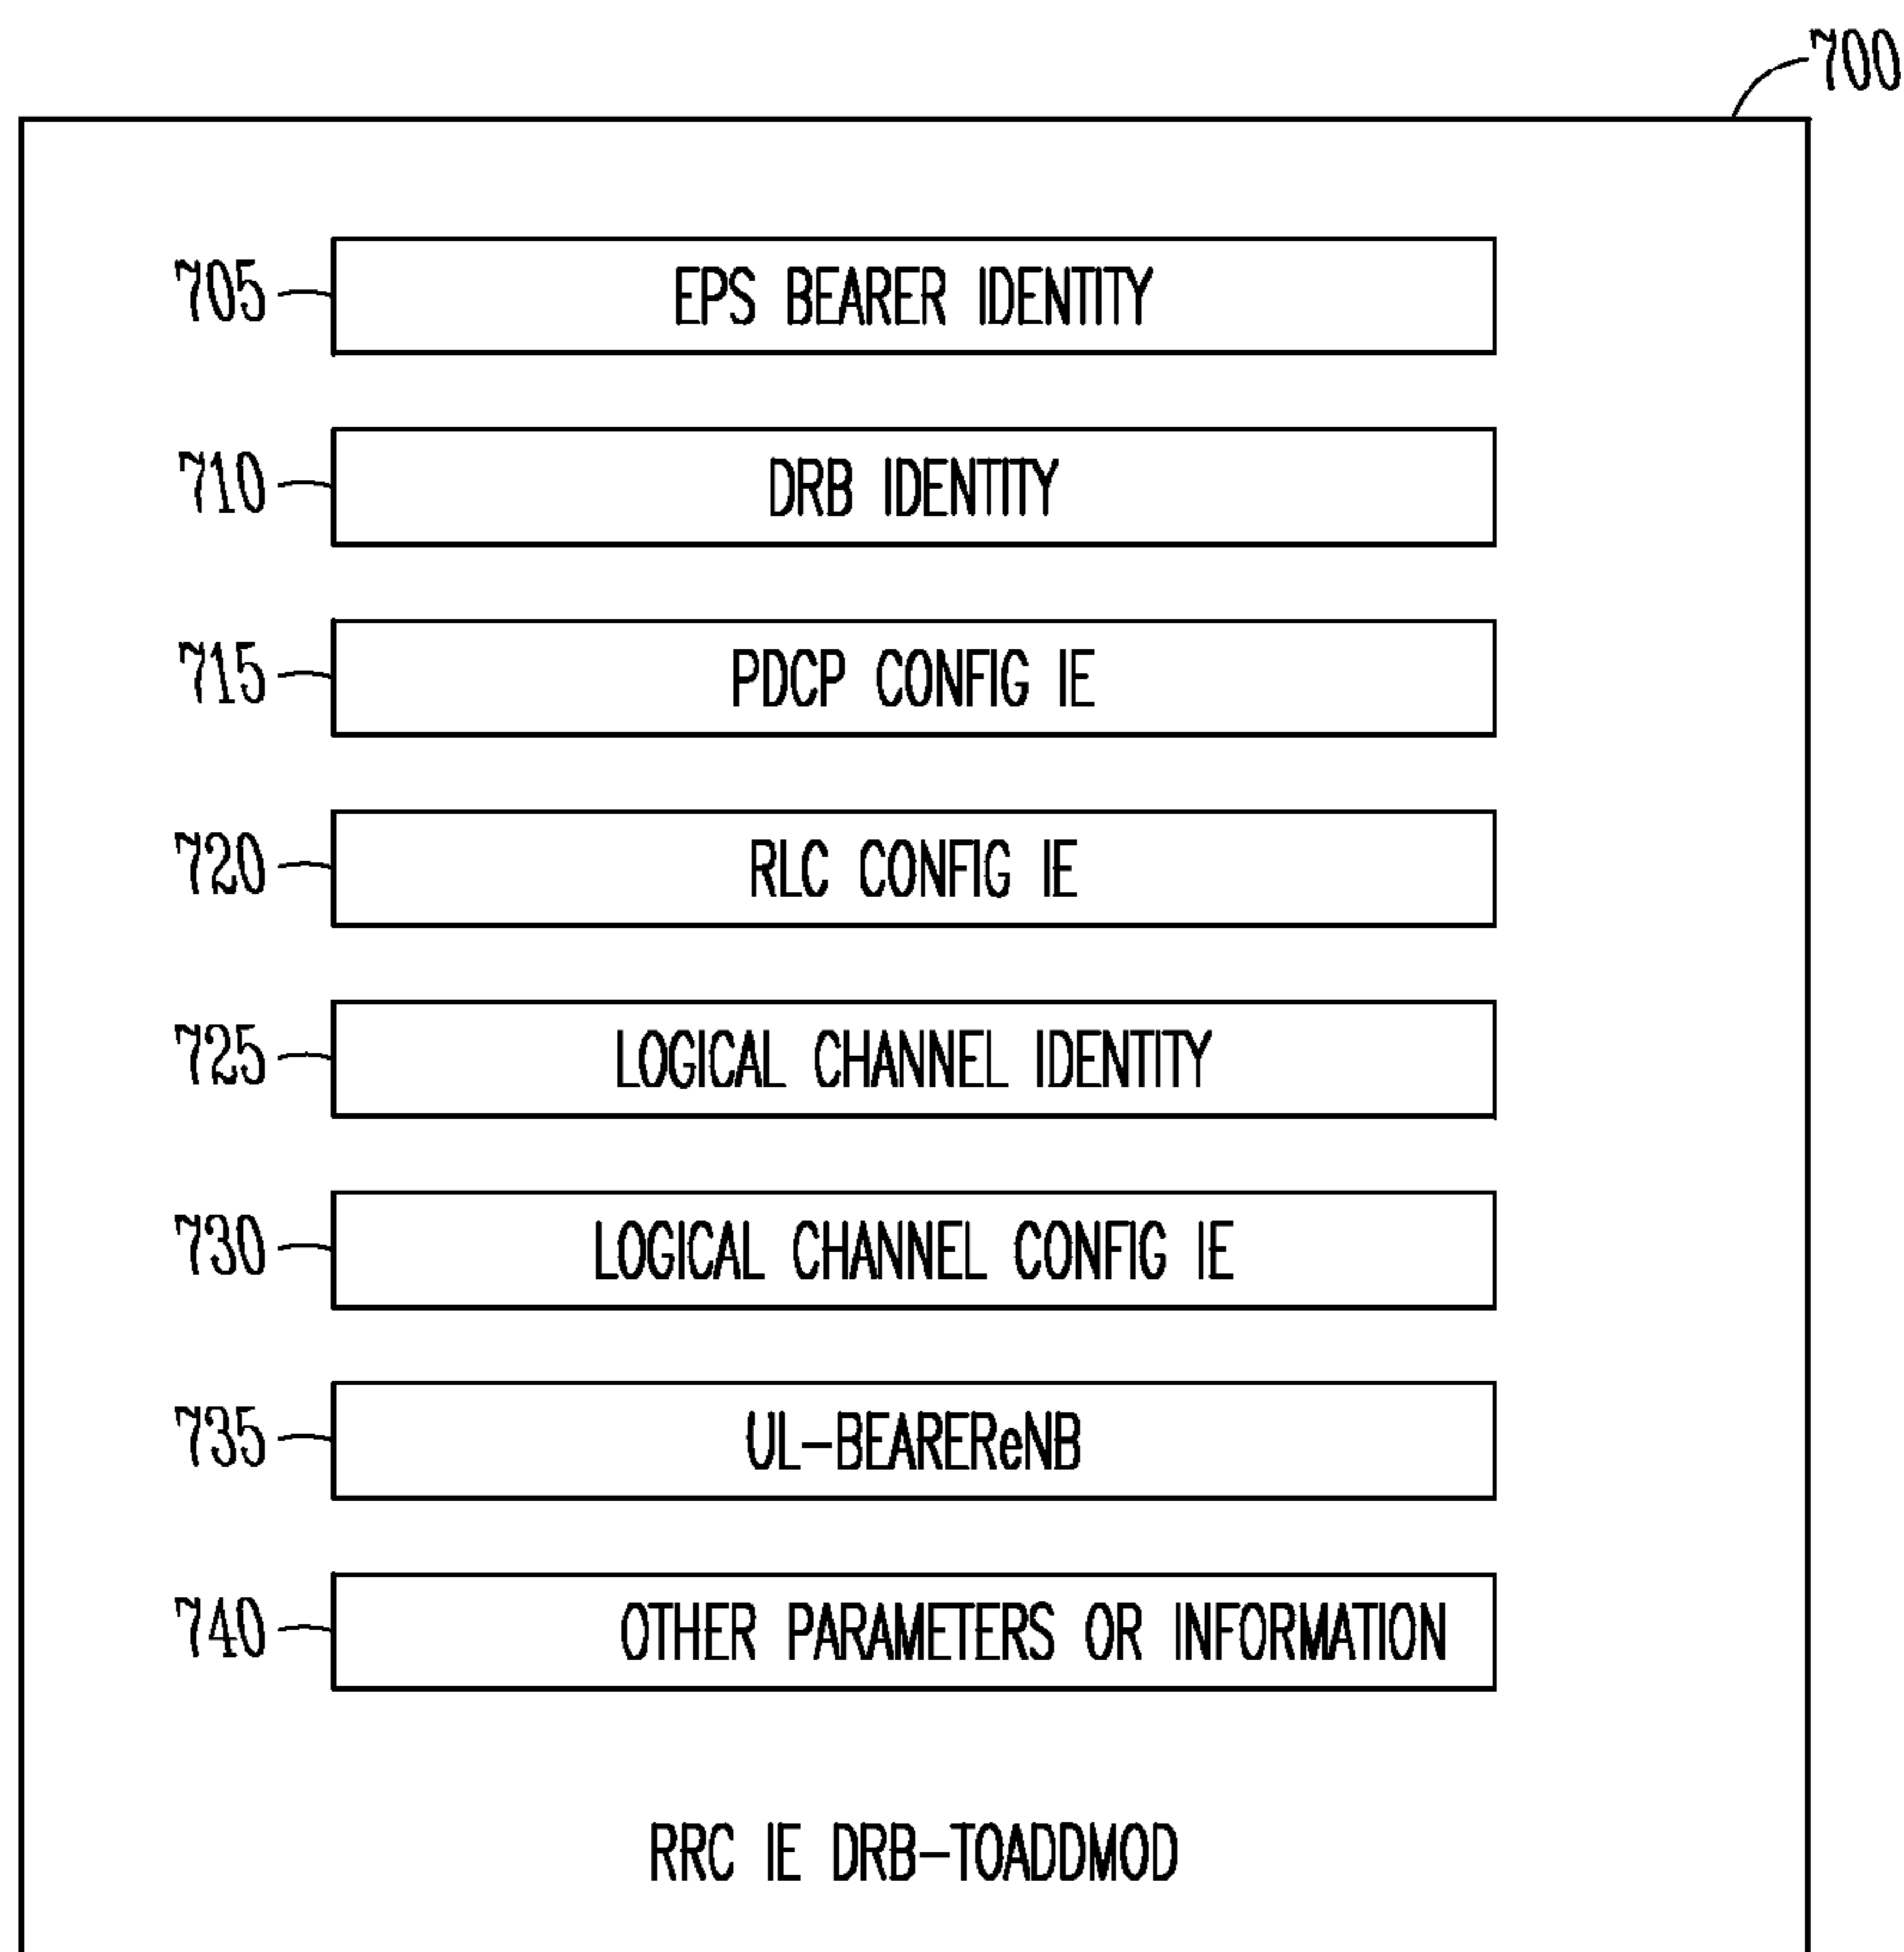 700
705 EPS BEARER IDENTITY
710 DRB IDENTITY
715 PDCP CONFIG IE
720 RLC CONFIG IE
725 LOGICAL CHANNEL IDENTITY
730 LOGICAL CHANNEL CONFIG IE
735 UL-BEAREReNB
740 OTHER PARAMETERS OR INFORMATION
RRC IE DRB-TOADDMOD